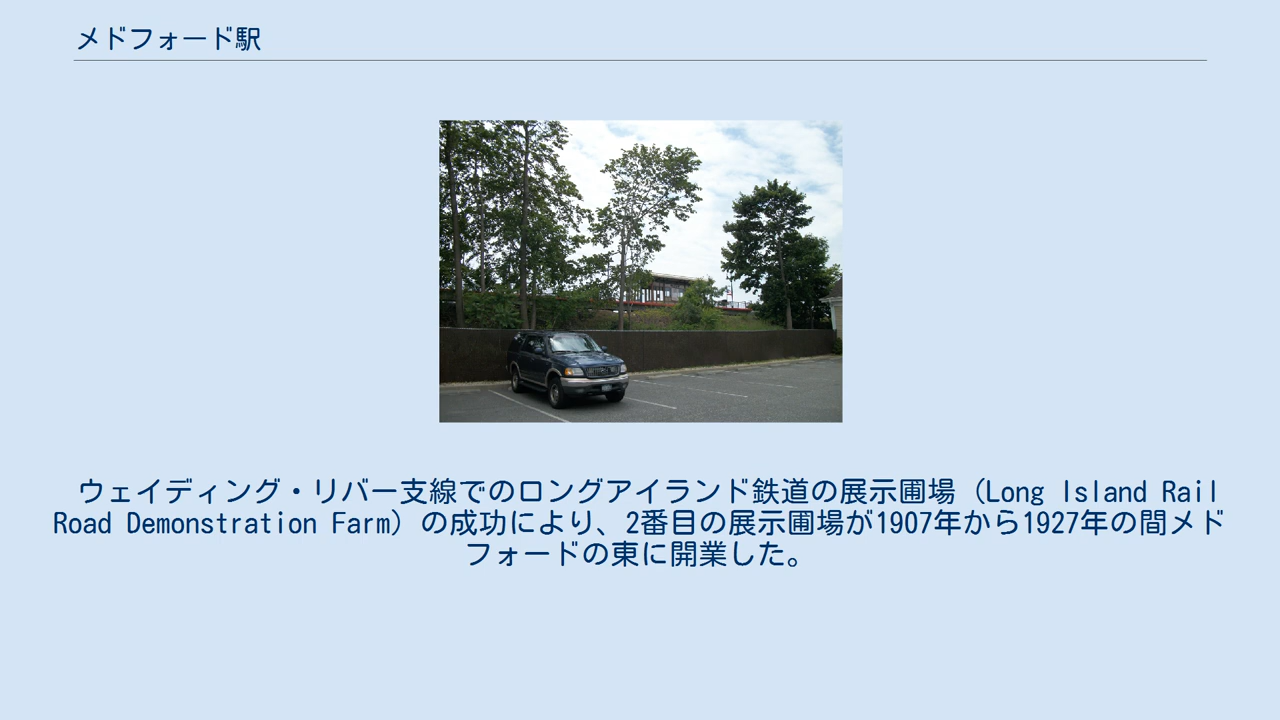 メドフォード駅
ウェイディング・リバー支線でのロングアイランド鉄道の展示圃場（Long Island Rail
Road Demonstration Farm）の成功により、2番目の展示圃場が1907年から1927年の間メド
フォードの東に開業した。